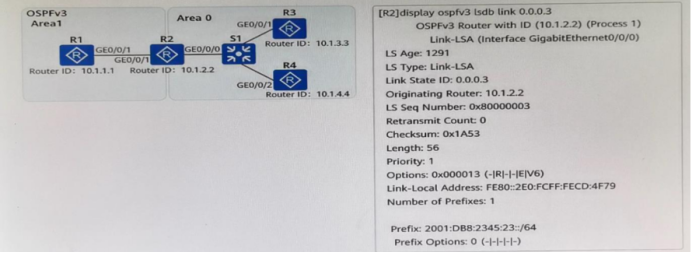 OSPFv3
Area1
Area 0
R3
GE0/0/1
R1
GE0/0/1
R2
GE0/0/0
S1
GE0/0/1
Router ID: 10.1.3.3
Router ID: 10.1.1.1
Router ID: 10.1.2.2
R4
GE0/0/2
Router ID: 10.1.4.4
[R2]display ospfv3 lsdb link 0.0.0.3
OSPFv3 Router with ID (10.1.2.2) (Process 1)
Link-LSA (Interface GigabitEthernet0/0/0)
LS Age: 1291
LS Type: Link-LSA
Link State ID: 0.0.0.3
Originating Router: 10.1.2.2
LS Seq Number: 0x80000003
Retransmit Count: 0
Checksum: 0x1A53
Length: 56
Priority: 1
Options: 0x000013 (-|R|-|-|E|V6)
Link-Local Address: FE80::2E0:FCFF:FECD:4F79
Number of Prefixes: 1
Prefix: 2001:DB8:2345:23::/64
Prefix Options: 0 (-|-|-|-|-)